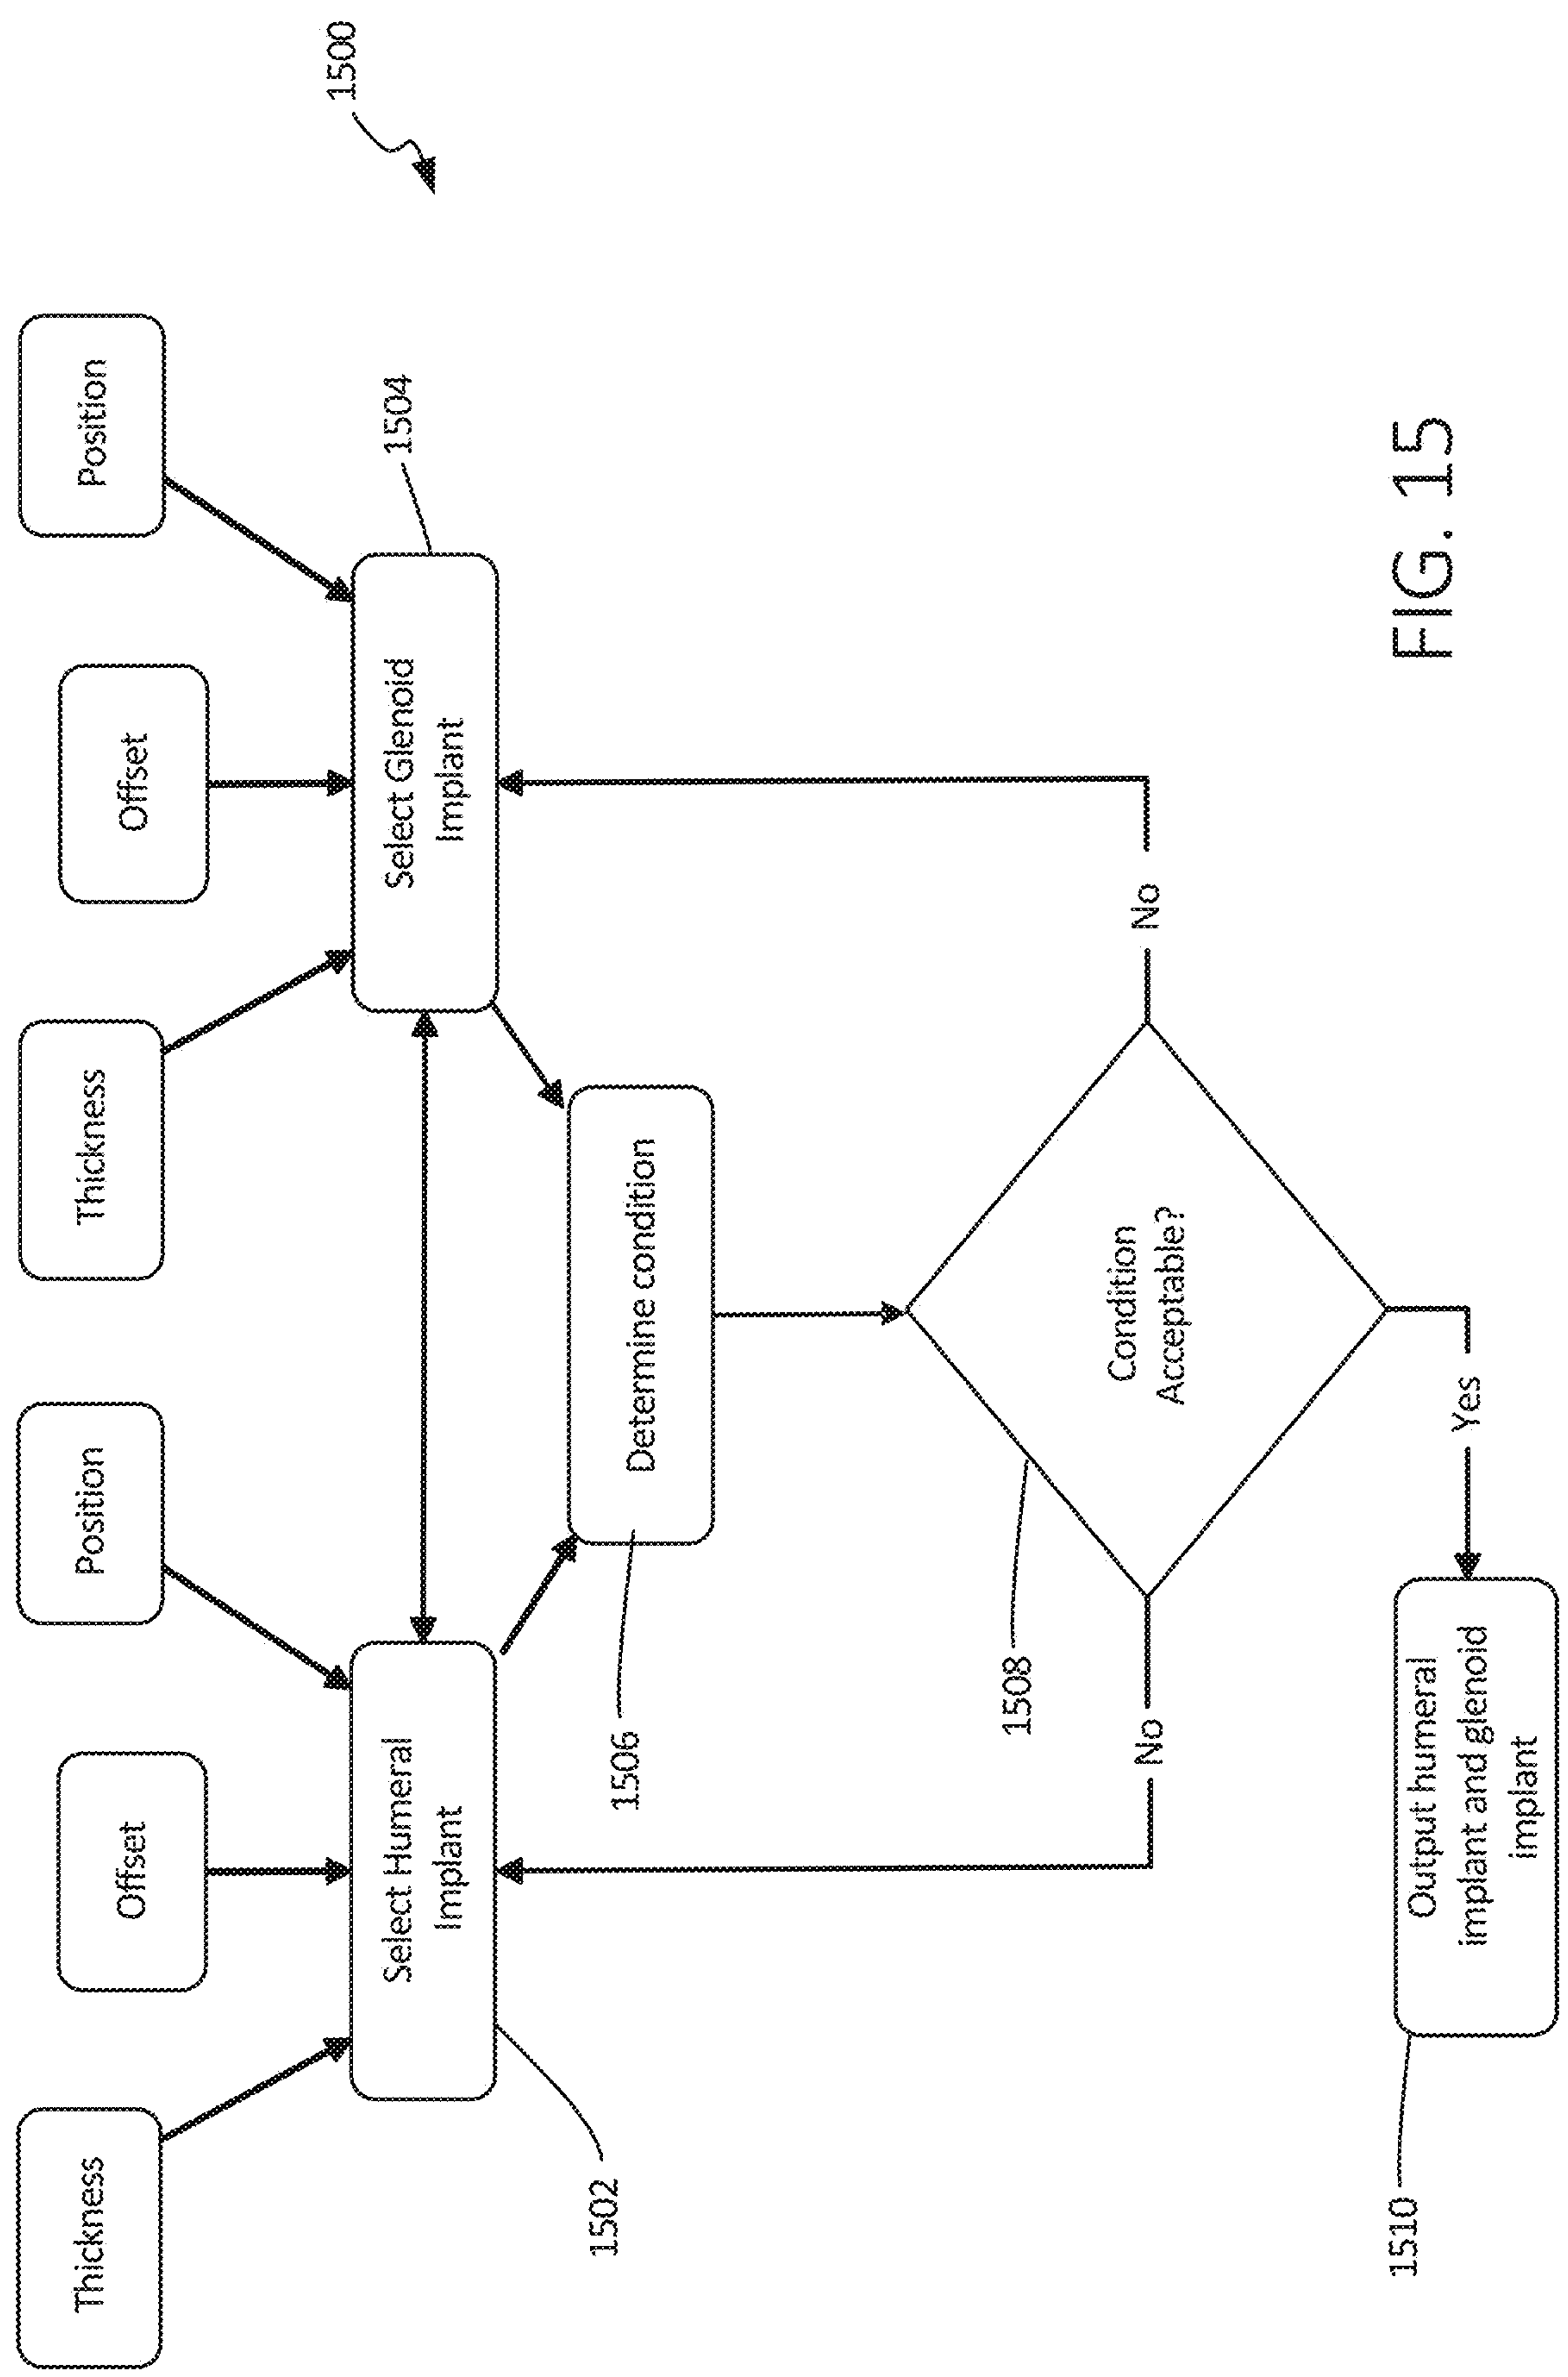 1500
Thickness
Offset
Position
Thickness
Offset
Position
Select Humeral
Implant
Select Glenoid
Implant
1504
1502
1506
Determine condition
1508
Condition
Acceptable?
No
No
Yes
1510
Output humeral
implant and glenoid
implant
FIG. 15